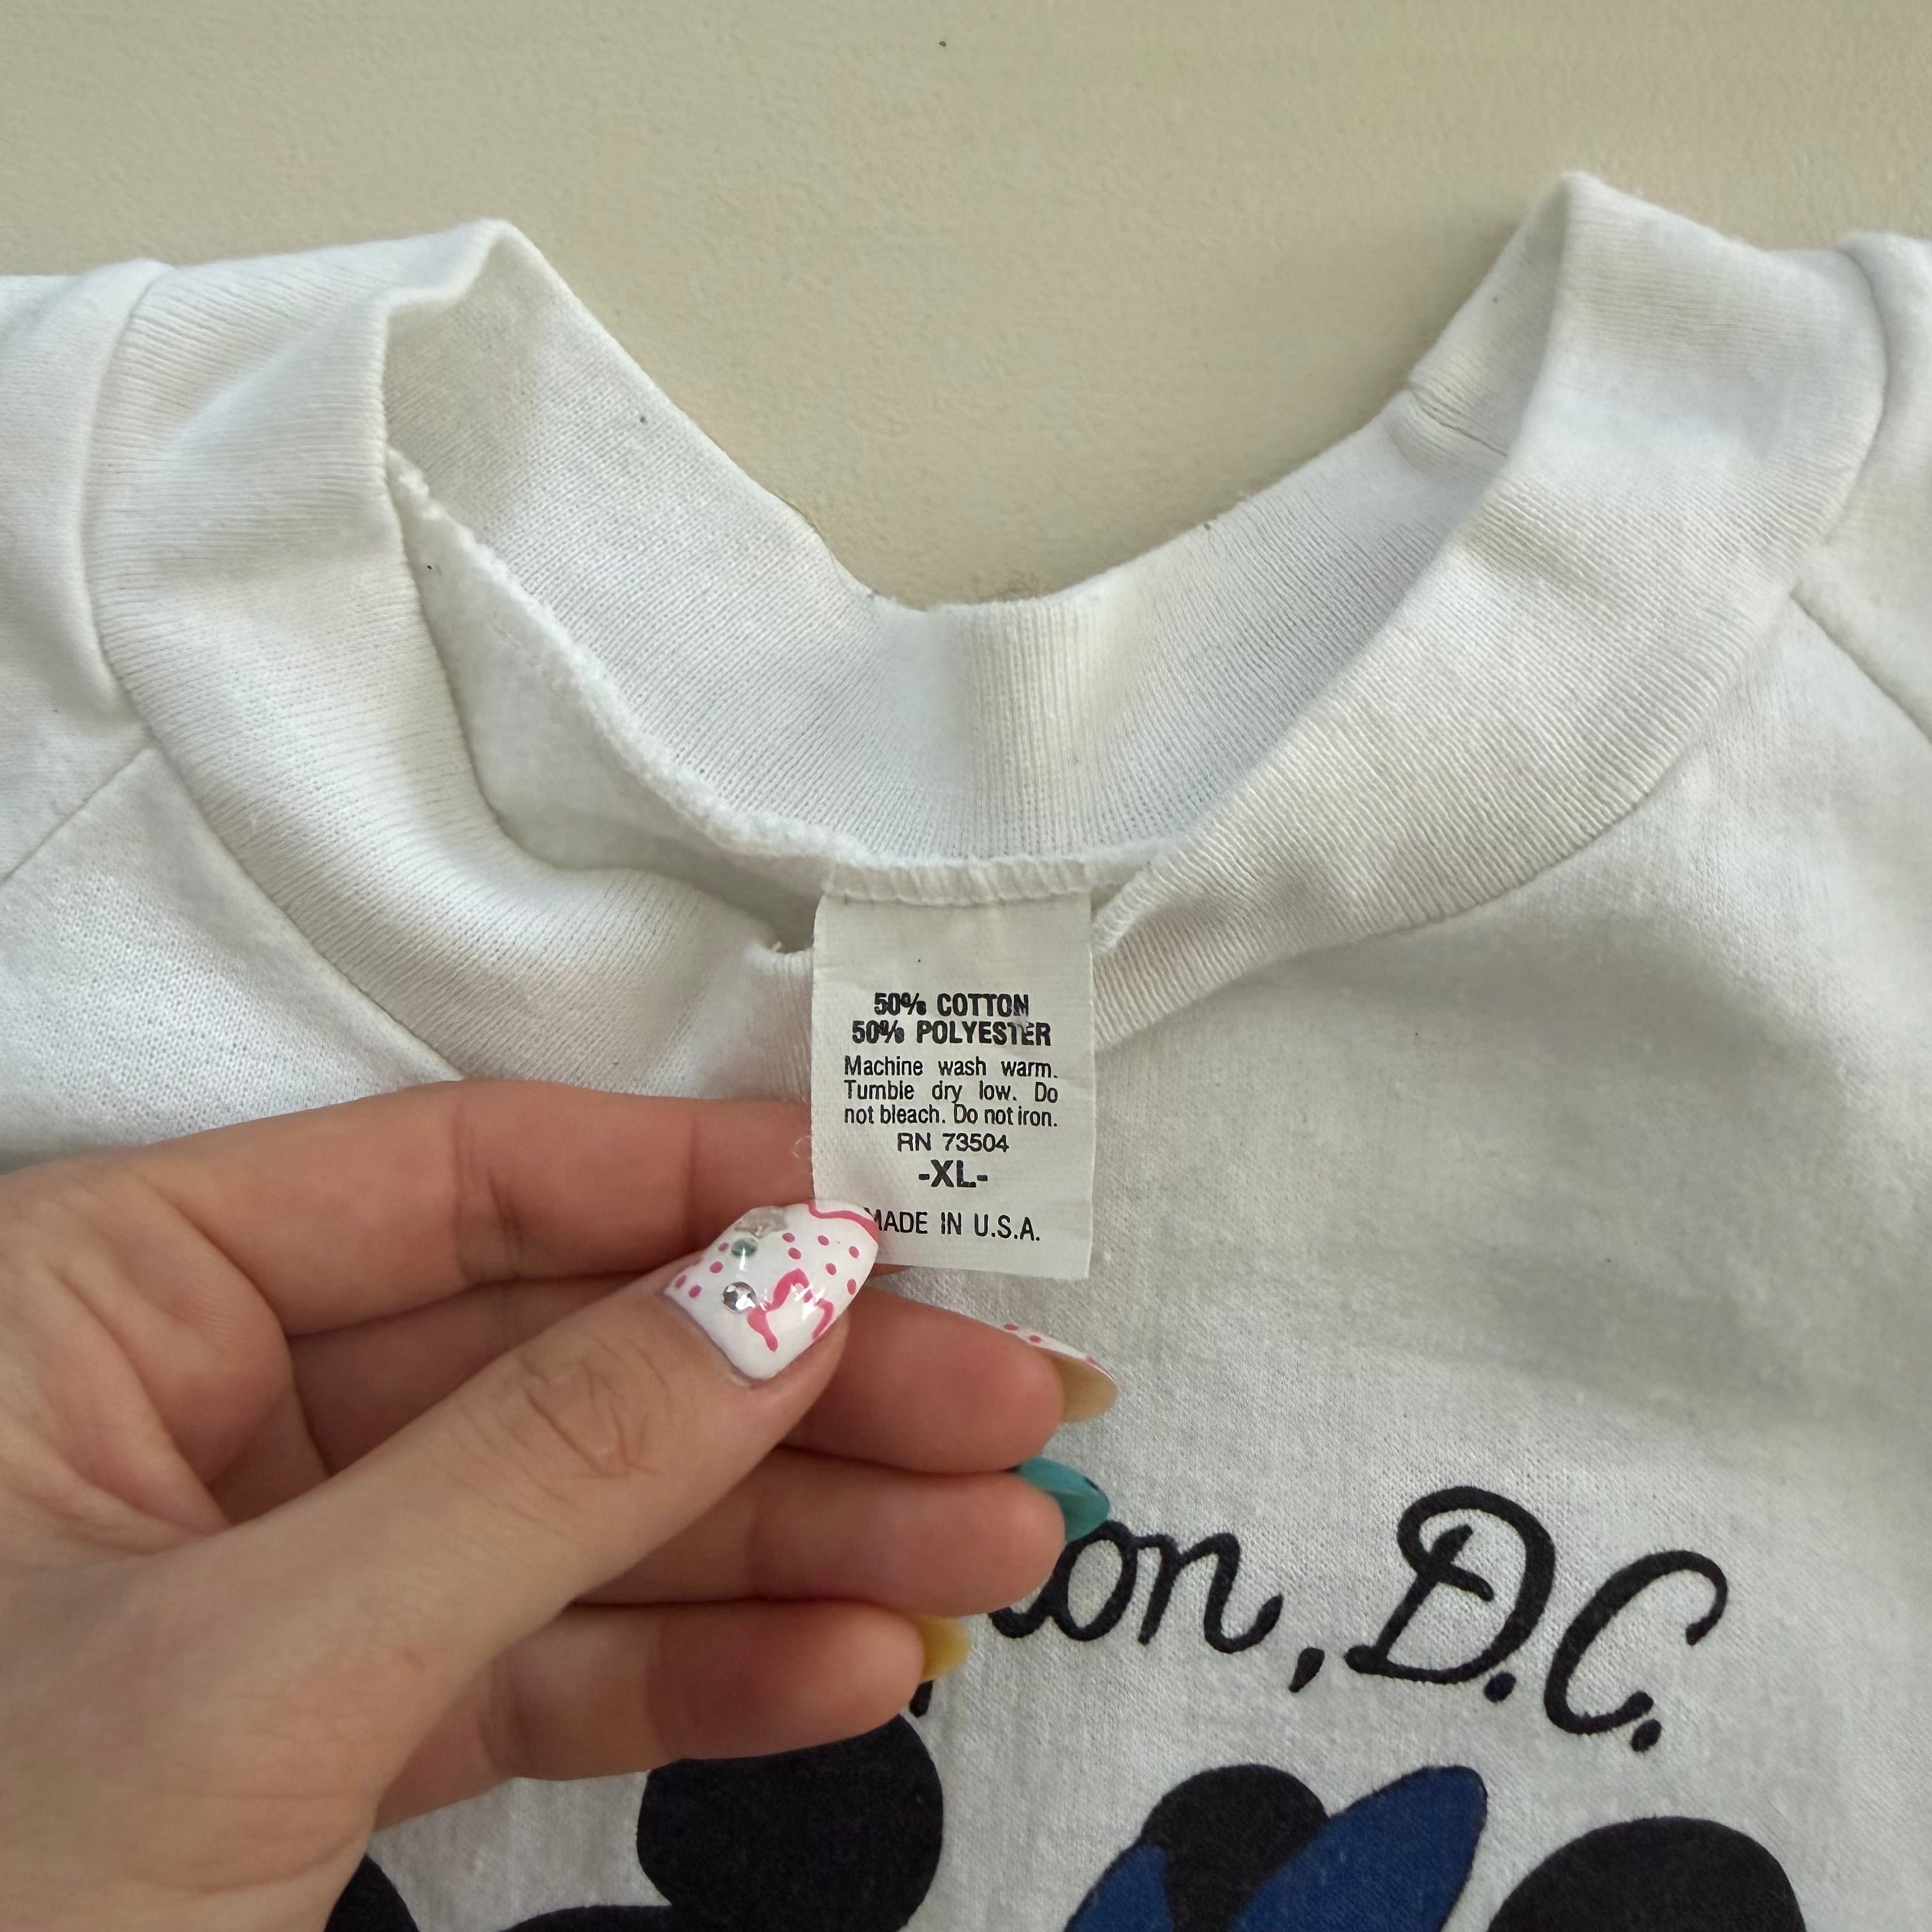 50% COTTON
50% POLYESTER
Machine wash warm.
Tumble dry low. Do
not bleach. Do not iron.
RN 73504
-XL-
MADE IN U.S.A.
ton, D.C.